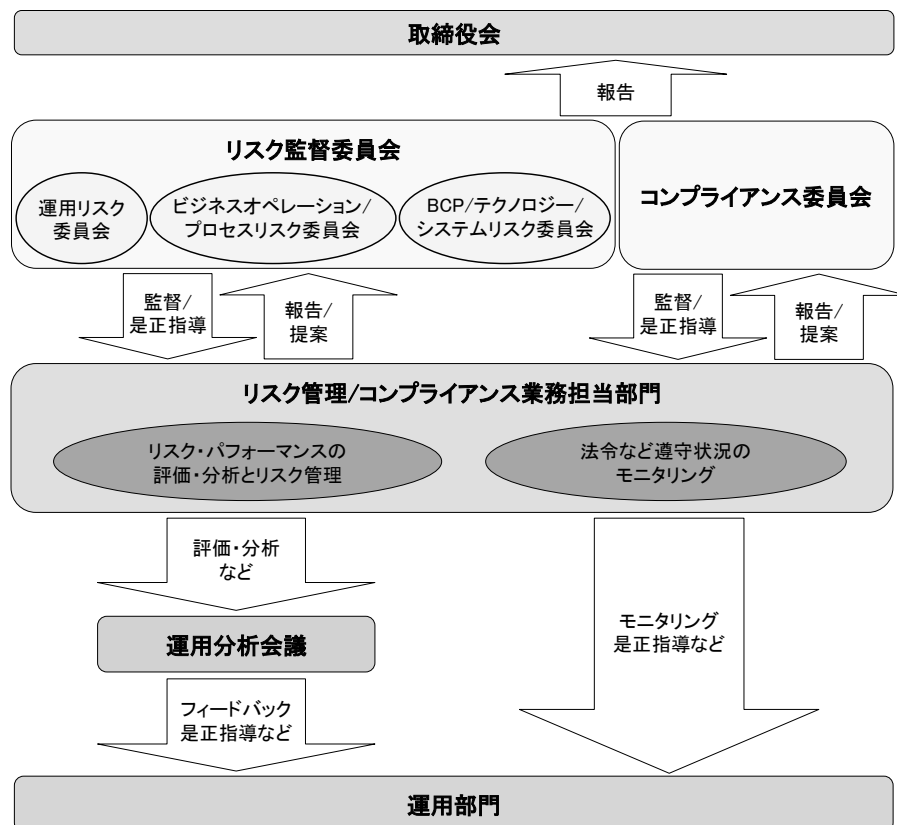 取締役会
報告
リスク監督委員会
運用リスク
委員会
ビジネスオペレーション/
プロセスリスク委員会
BCP/テクノロジー/
システムリスク委員会
コンプライアンス委員会
監督/
是正指導
報告/
提案
監督/
是正指導
報告/
提案
リスク管理/コンプライアンス業務担当部門
リスク・パフォーマンスの
評価・分析とリスク管理
法令など遵守状況の
モニタリング
評価・分析
など
運用分析会議
モニタリング
是正指導など
フィードバック
是正指導など
運用部門